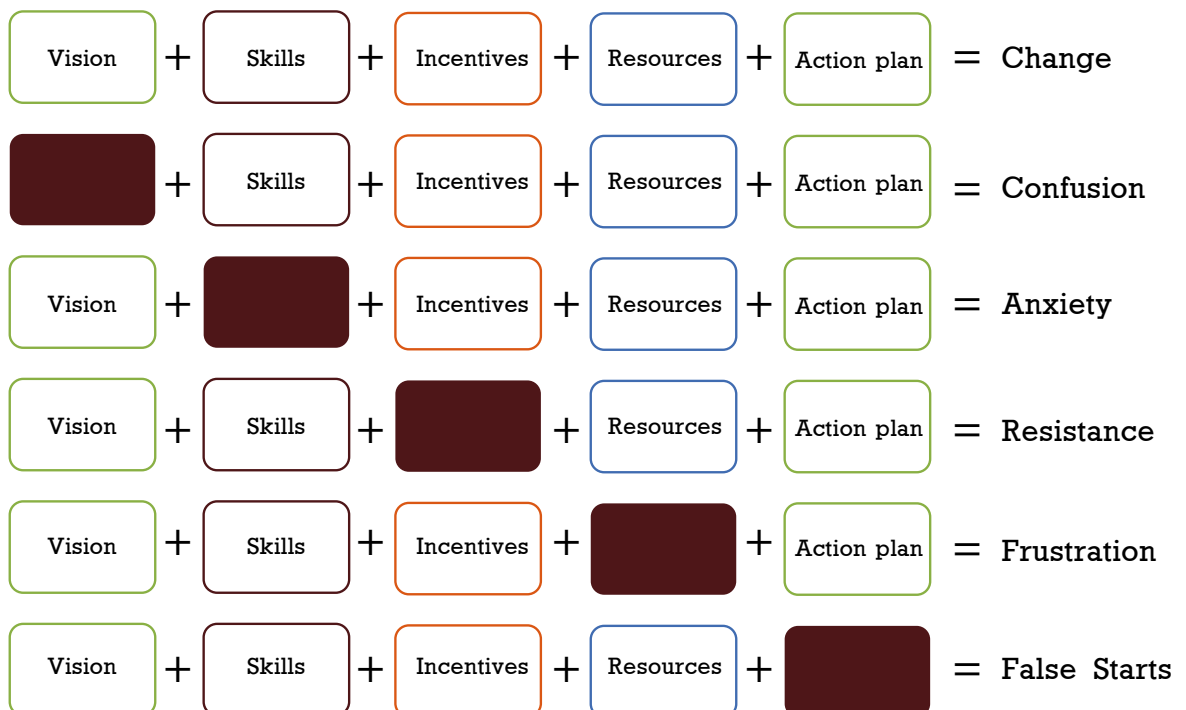 Vision + Skills + Incentives + Resources + Action plan = Change
+ Skills + Incentives + Resources + Action plan = Confusion
Vision + + Incentives + Resources + Action plan = Anxiety
Vision + Skills + + Resources + Action plan = Resistance
Vision + Skills + Incentives + + Action plan = Frustration
Vision + Skills + Incentives + Resources + = False Starts